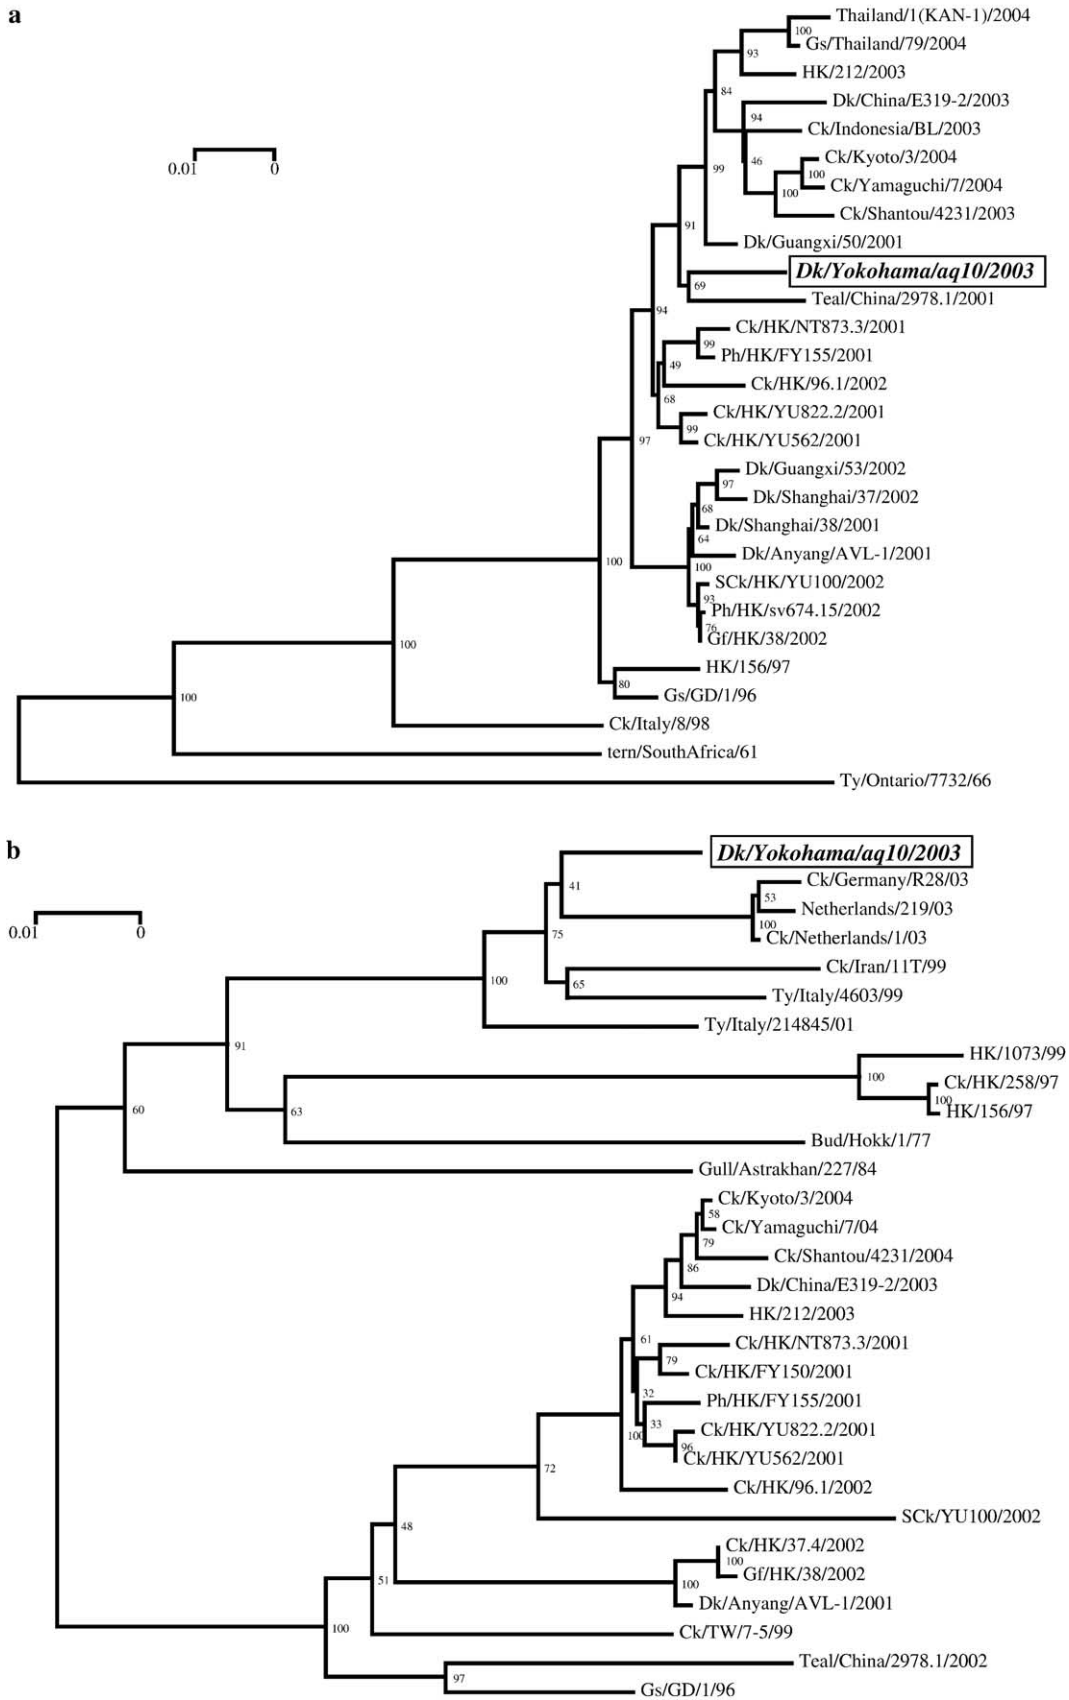 a
Thailand/1(KAN-1)/2004
100
Gs/Thailand/79/2004
93
HK/212/2003
84
Dk/China/E319-2/2003
94
0.01 0
Ck/Indonesia/BL/2003
46
Ck/Kyoto/3/2004
99
100
Ck/Yamaguchi/7/2004
100
Ck/Shantou/4231/2003
91
Dk/Guangxi/50/2001
Dk/Yokohama/aq10/2003
69
Teal/China/2978.1/2001
94
Ck/HK/NT873.3/2001
99
Ph/HK/FY155/2001
49
Ck/HK/96.1/2002
68
Ck/HK/YU822.2/2001
99
Ck/HK/YU562/2001
97
Dk/Guangxi/53/2002
97
Dk/Shanghai/37/2002
68
Dk/Shanghai/38/2001
64
Dk/Anyang/AVL-1/2001
100
100
SCk/HK/YU100/2002
93
Ph/HK/sv674.15/2002
76
Gf/HK/38/2002
100
HK/156/97
80
Gs/GD/1/96
100
Ck/Italy/8/98
tern/SouthAfrica/61
Ty/Ontario/7732/66
b
Dk/Yokohama/aq10/2003
41
Ck/Germany/R28/03
53
Netherlands/219/03
0.01 0
100
75
Ck/Netherlands/1/03
Ck/Iran/11T/99
100
65
Ty/Italy/4603/99
Ty/Italy/214845/01
91
HK/1073/99
100
Ck/HK/258/97
100
60
63
HK/156/97
Bud/Hokk/1/77
Gull/Astrakhan/227/84
Ck/Kyoto/3/2004
58
Ck/Yamaguchi/7/04
79
Ck/Shantou/4231/2004
86
Dk/China/E319-2/2003
94
HK/212/2003
61
Ck/HK/NT873.3/2001
79
Ck/HK/FY150/2001
32
Ph/HK/FY155/2001
33
Ck/HK/YU822.2/2001
100
96
Ck/HK/YU562/2001
72
Ck/HK/96.1/2002
SCk/YU100/2002
48
Ck/HK/37.4/2002
100
Gf/HK/38/2002
51
100
Dk/Anyang/AVL-1/2001
100
Ck/TW/7-5/99
Teal/China/2978.1/2002
97
Gs/GD/1/96